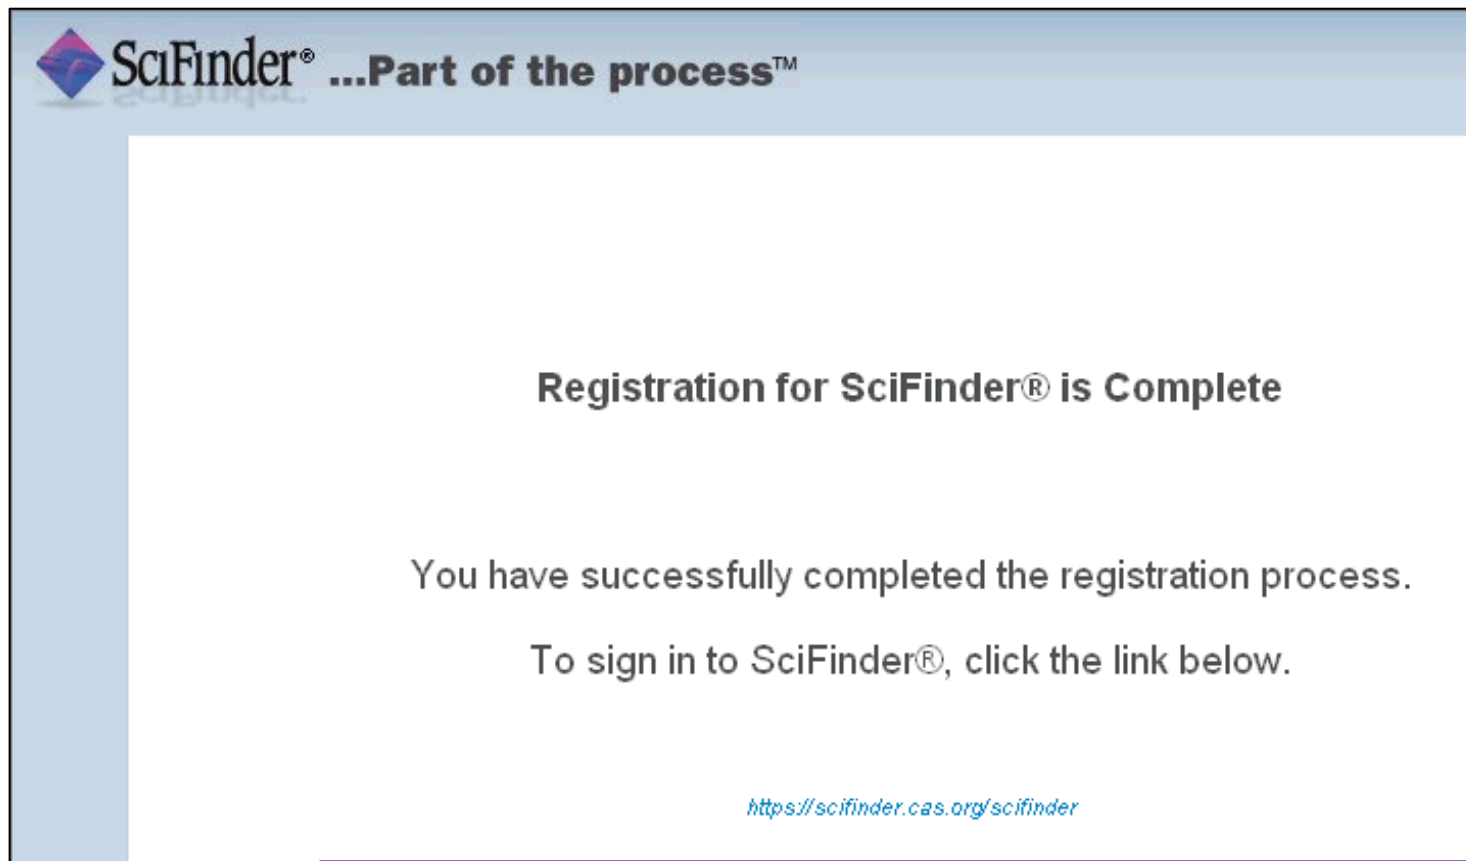 SciFinder® ...Part of the process™
Registration for SciFinder® is Complete
You have successfully completed the registration process.
To sign in to SciFinder®, click the link below.
https://scifinder.cas.org/scifinder